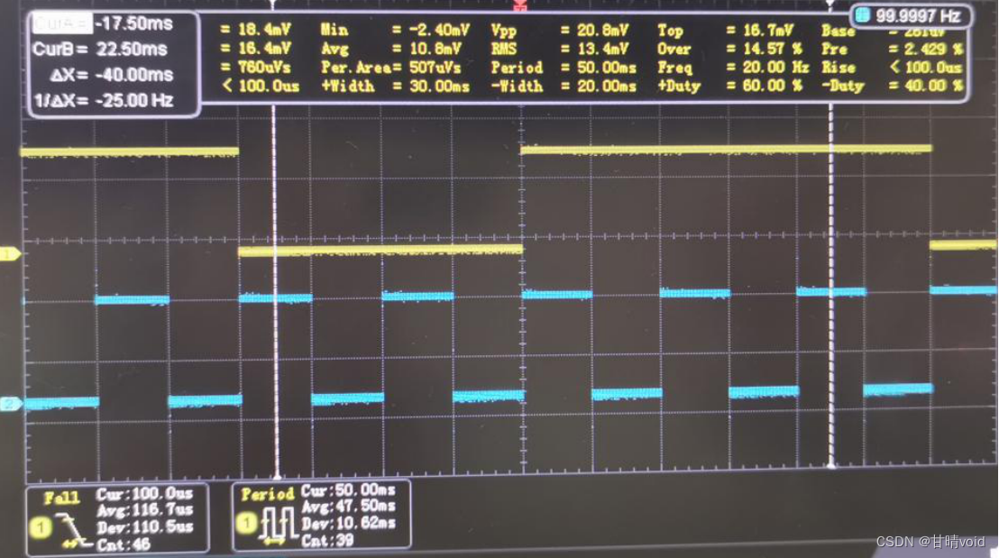 CurA= -17.50ms
CurB= 22.50ms
ΔX= -40.00ms
1/ΔX= -25.00 Hz
= 18.4mV Min = -2.40mV Vpp = 20.8mV Top = 16.7mV Base
= 16.4mV Avg = 10.8mV RMS = 13.4mV Over = 14.57 % Pre = 2.429 %
= 760uVs Per.Area= 507uVs Period = 50.00ms Freq = 20.00 Hz Rise < 100.0us
< 100.0us +Width = 30.00ms -Width = 20.00ms +Duty = 60.00 % -Duty = 40.00 %
2 99.9997 Hz
1
2
Fall Cur:100.0us
Avg:116.7us
1 Dev:110.5us
Cnt:46
Period Cur:50.00ms
Avg:47.50ms
1 Dev:10.62ms
Cnt:39
CSDN @甘晴void